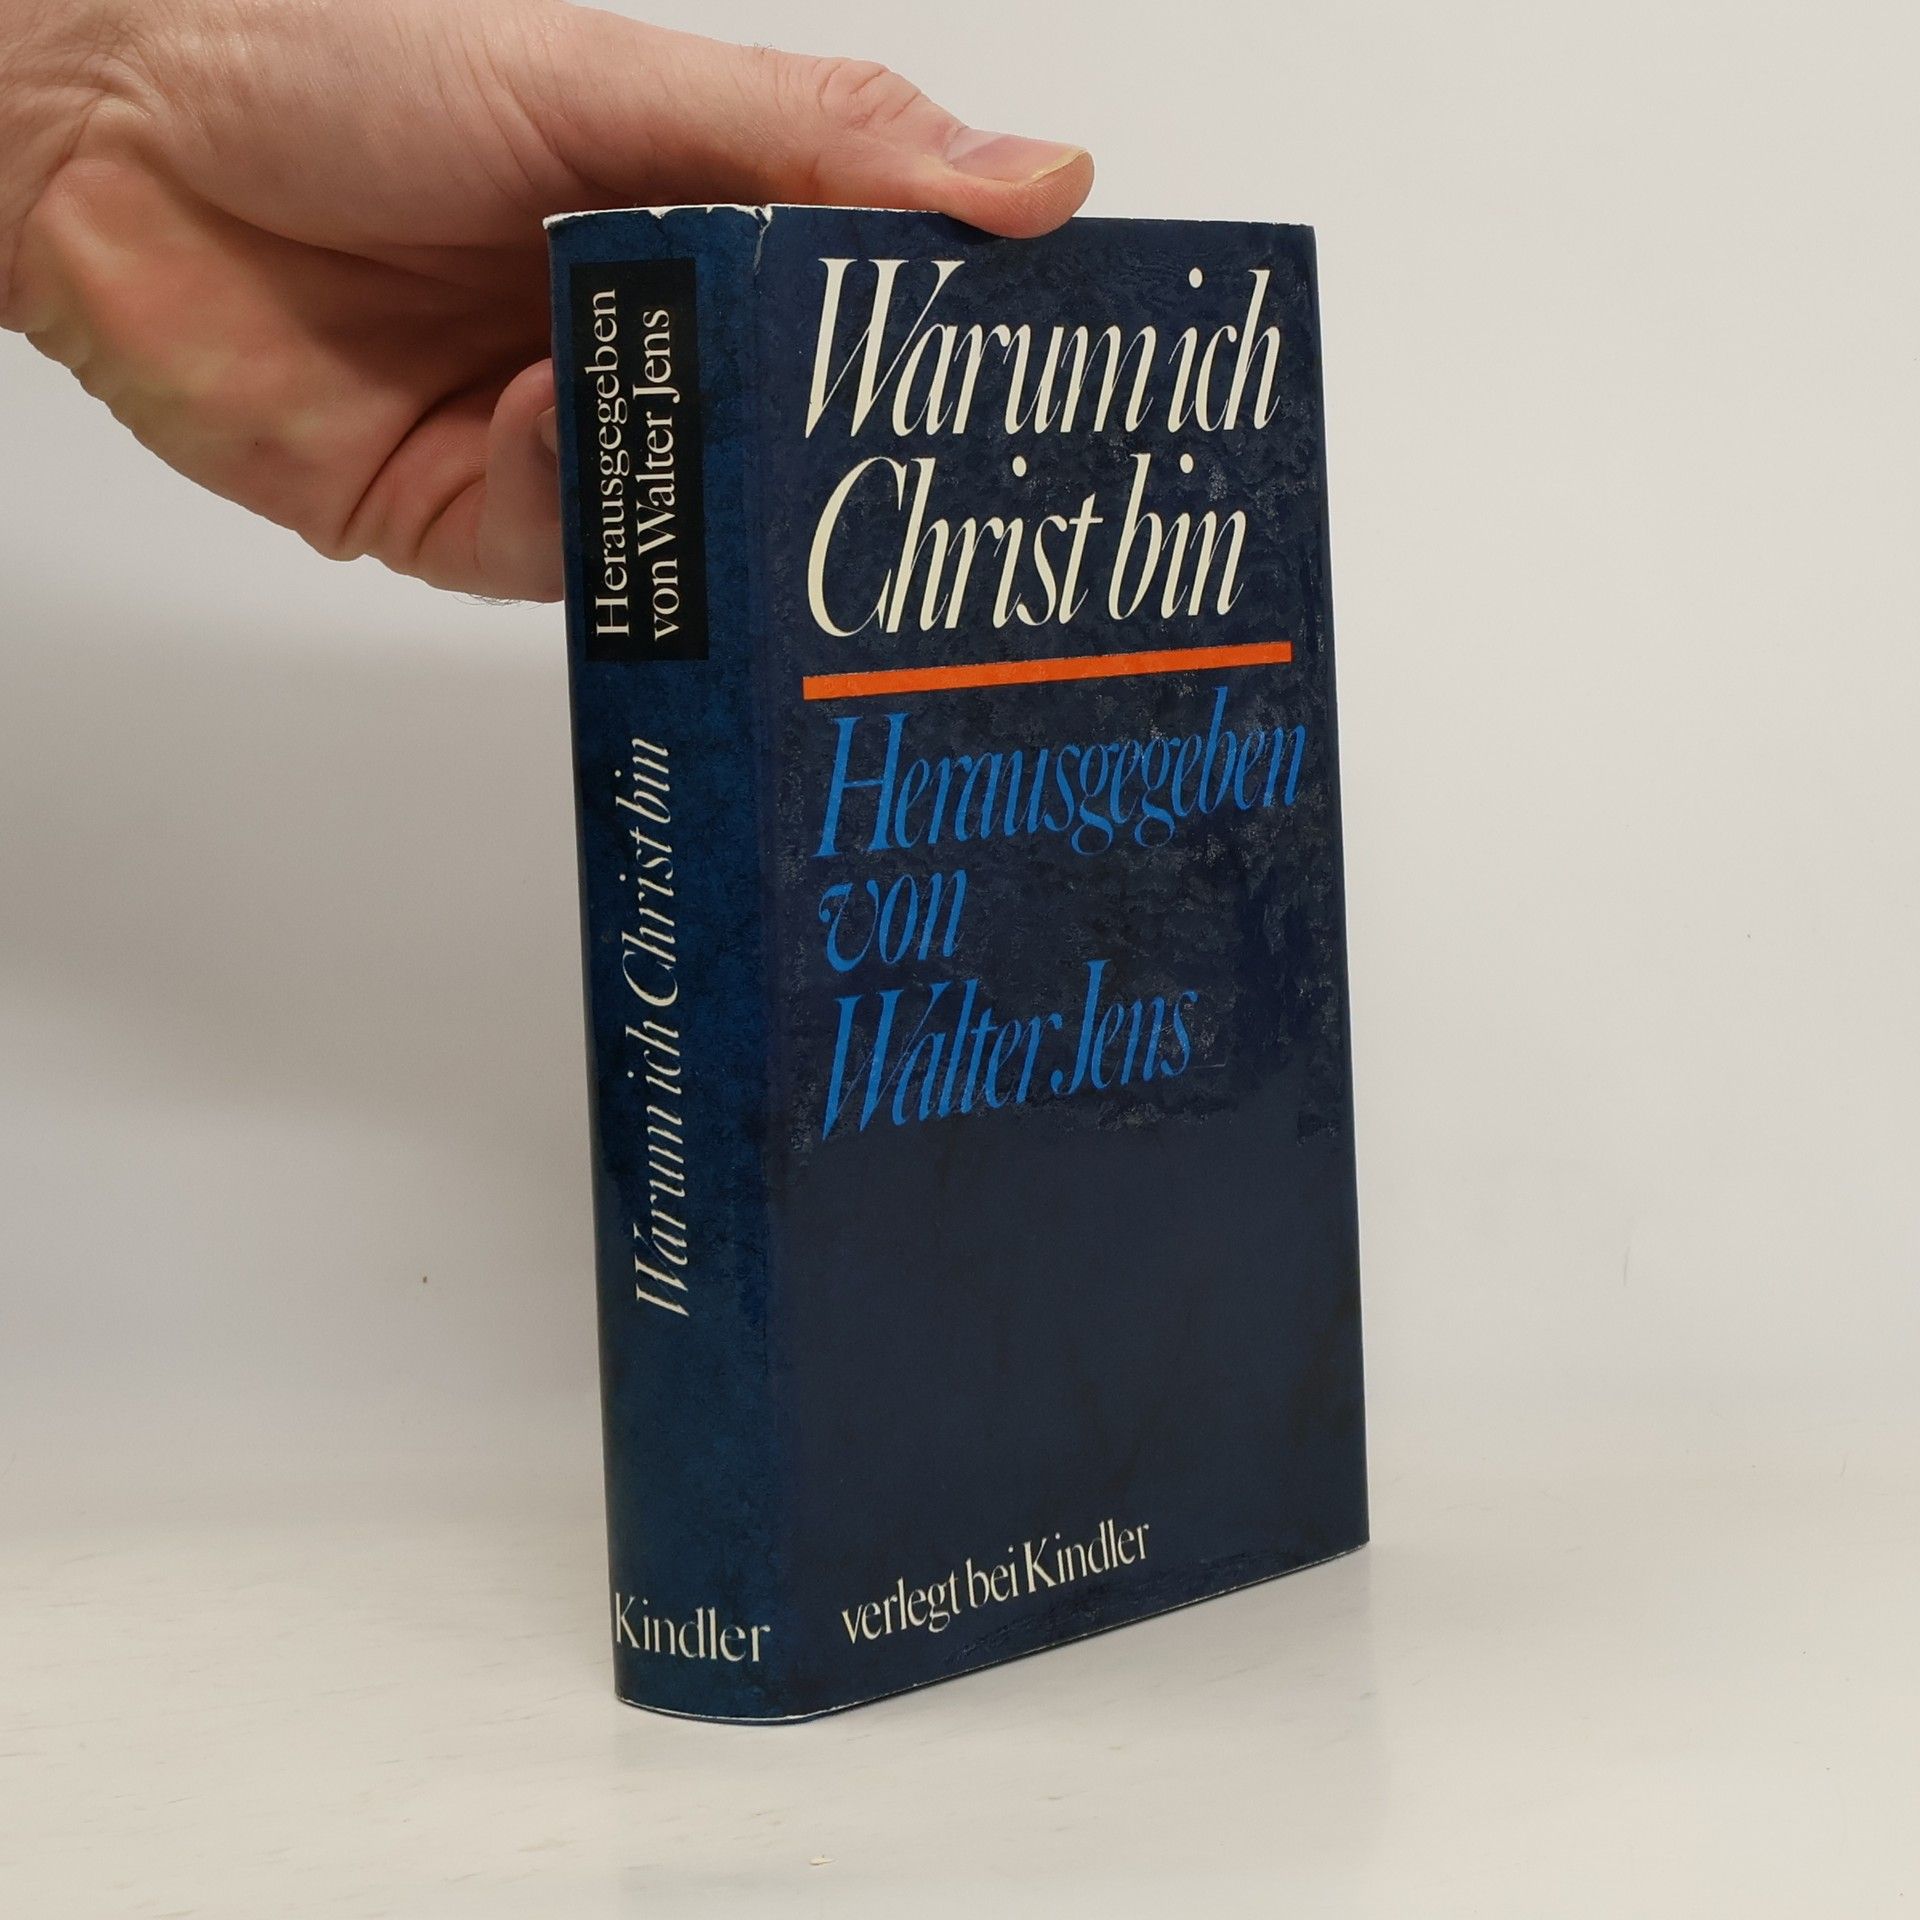 Herausgegeben
von Walter Jens
Warum ich Christ bin
Kindler
Warum ich
Christ bin
Herausgegeben
von
Walter Jens
verlegt bei Kindler